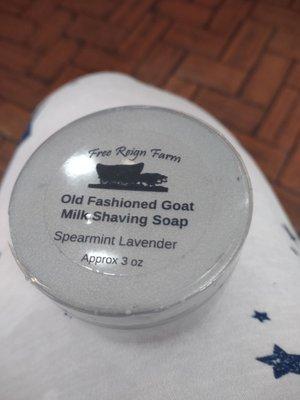 Free Reign Farm
Old Fashioned Goat
Milk Shaving Soap
Spearmint Lavender
Approx 3 oz